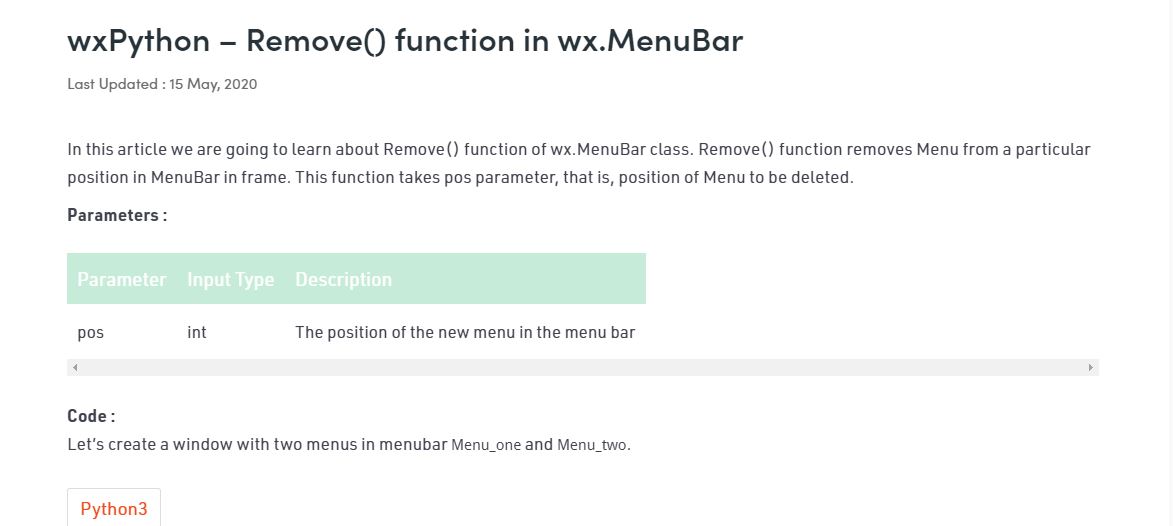 wxPython – Remove() function in wx.MenuBar
Last Updated : 15 May, 2020
In this article we are going to learn about Remove() function of wx.MenuBar class. Remove() function removes Menu from a particular
position in MenuBar in frame. This function takes pos parameter, that is, position of Menu to be deleted.
Parameters :
Parameter Input Type Description
pos int The position of the new menu in the menu bar
Code :
Let’s create a window with two menus in menubar Menu_one and Menu_two.
Python3